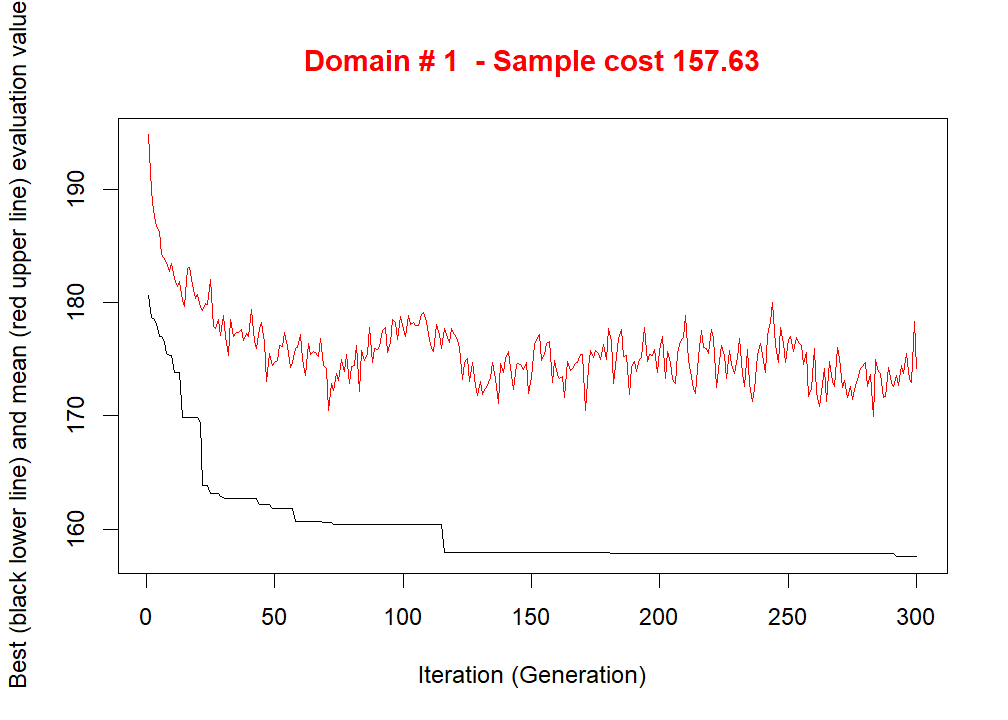 Domain # 1  - Sample cost 157.63
Best (black lower line) and mean (red upper line) evaluation value
190
180
170
160
0 50 100 150 200 250 300
Iteration (Generation)